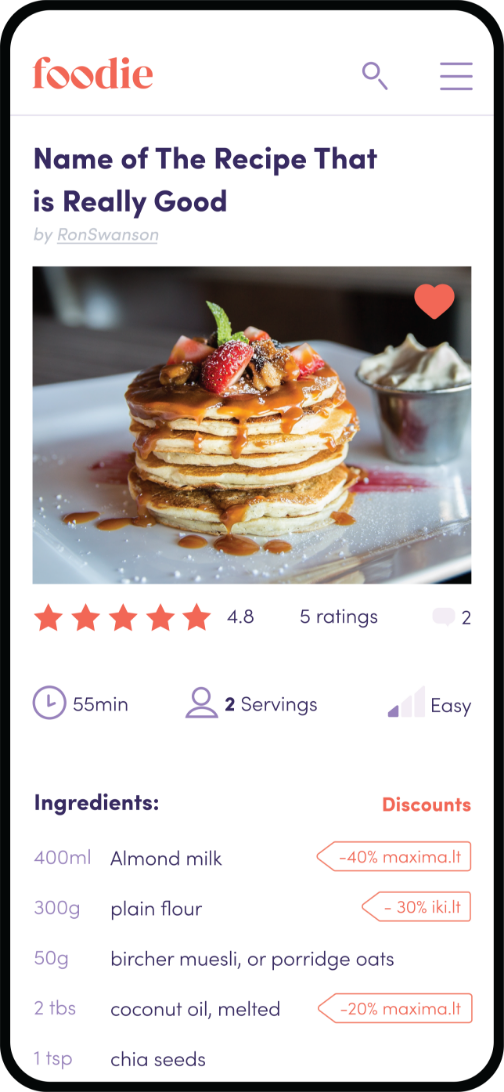 foodie
Name of The Recipe That
is Really Good
by RonSwanson
4.8 5 ratings 2
55min 2 Servings Easy
Ingredients: Discounts
400ml Almond milk -40% maxima.lt
300g plain flour - 30% iki.lt
50g bircher muesli, or porridge oats
2 tbs coconut oil, melted -20% maxima.lt
1 tsp chia seeds